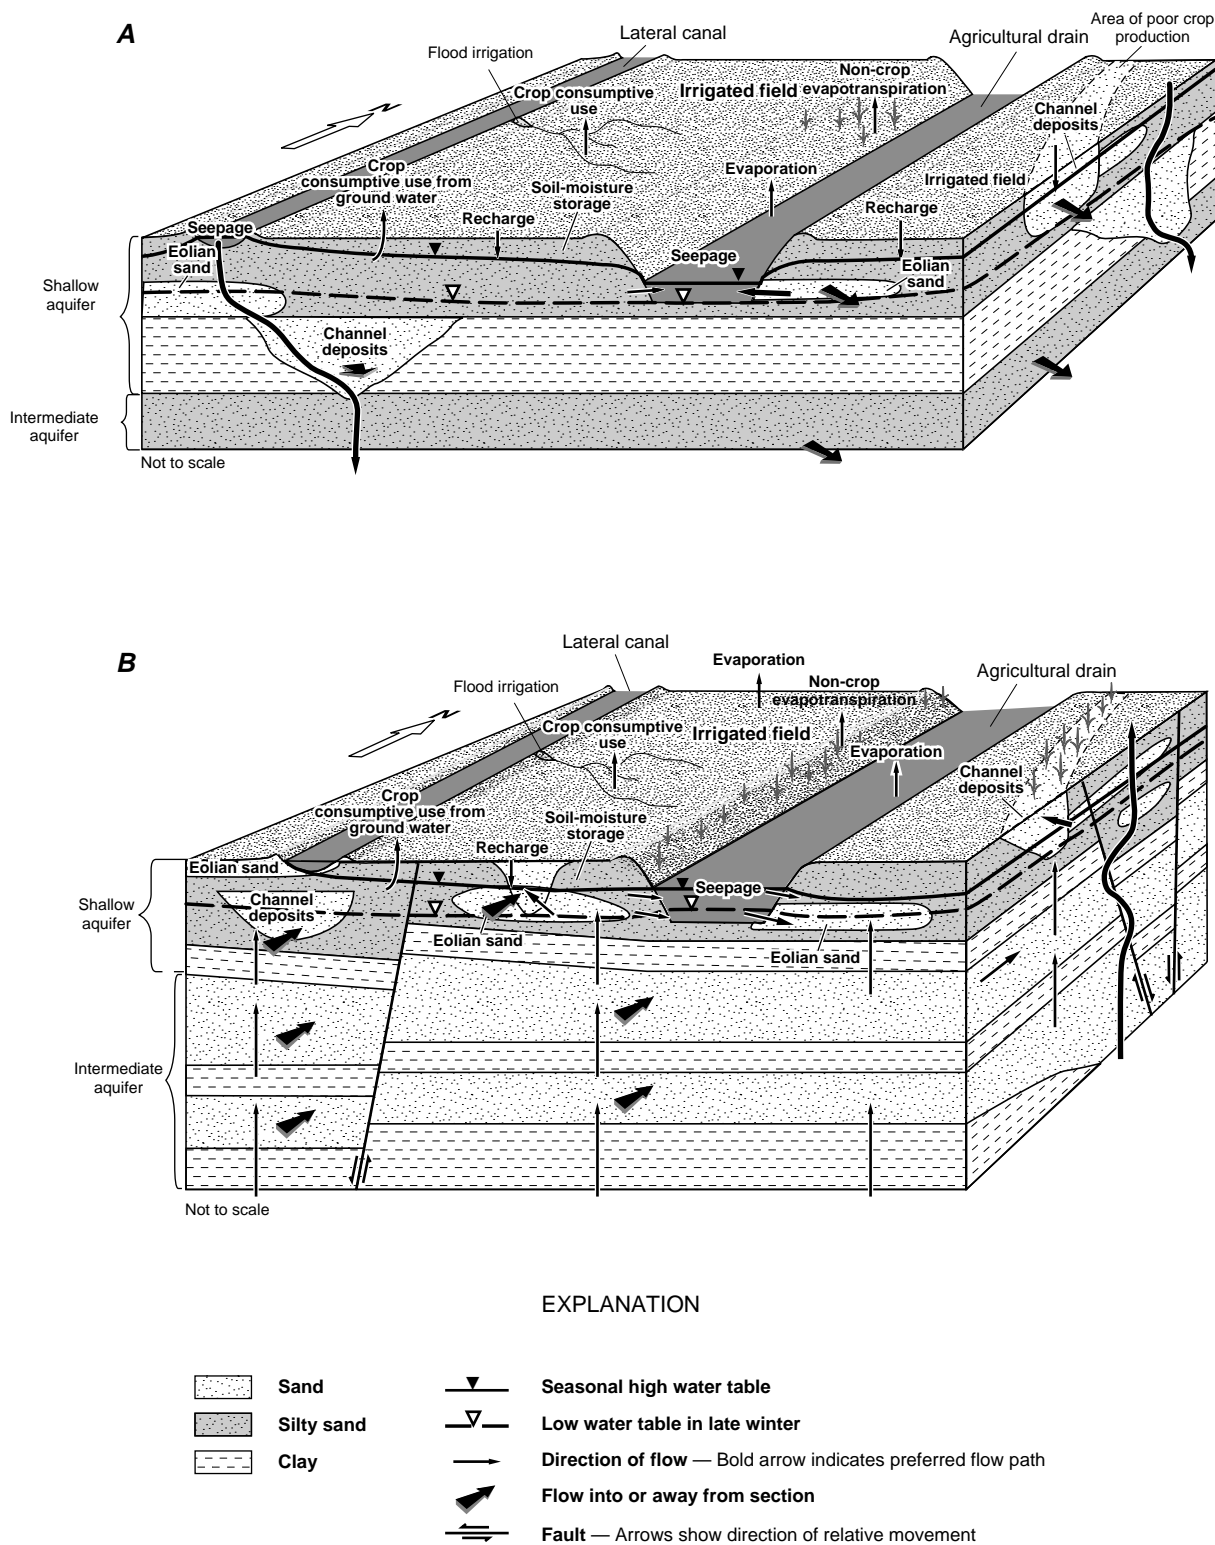 A
Flood irrigation
Lateral canal
Agricultural drain
Area of poor crop
production
Crop consumptive
use
Irrigated field
Non-crop
evapotranspiration
Channel
deposits
Crop
consumptive use from
ground water
Soil-moisture
storage
Evaporation
Irrigated field
Seepage
Recharge
Recharge
Eolian
sand
Seepage
Eolian
sand
Shallow
aquifer
Channel
deposits
Intermediate
aquifer
Not to scale
N
B
Lateral canal
Evaporation
Agricultural drain
Flood irrigation
Non-crop
evapotranspiration
N
Crop consumptive
use
Irrigated field
Evaporation
Channel
deposits
Crop
consumptive use from
ground water
Soil-moisture
storage
Recharge
Eolian sand
Seepage
Channel
deposits
Shallow
aquifer
Eolian sand
Eolian sand
Intermediate
aquifer
Not to scale
EXPLANATION
Sand
Silty sand
Clay
Seasonal high water table
Low water table in late winter
Direction of flow — Bold arrow indicates preferred flow path
Flow into or away from section
Fault — Arrows show direction of relative movement